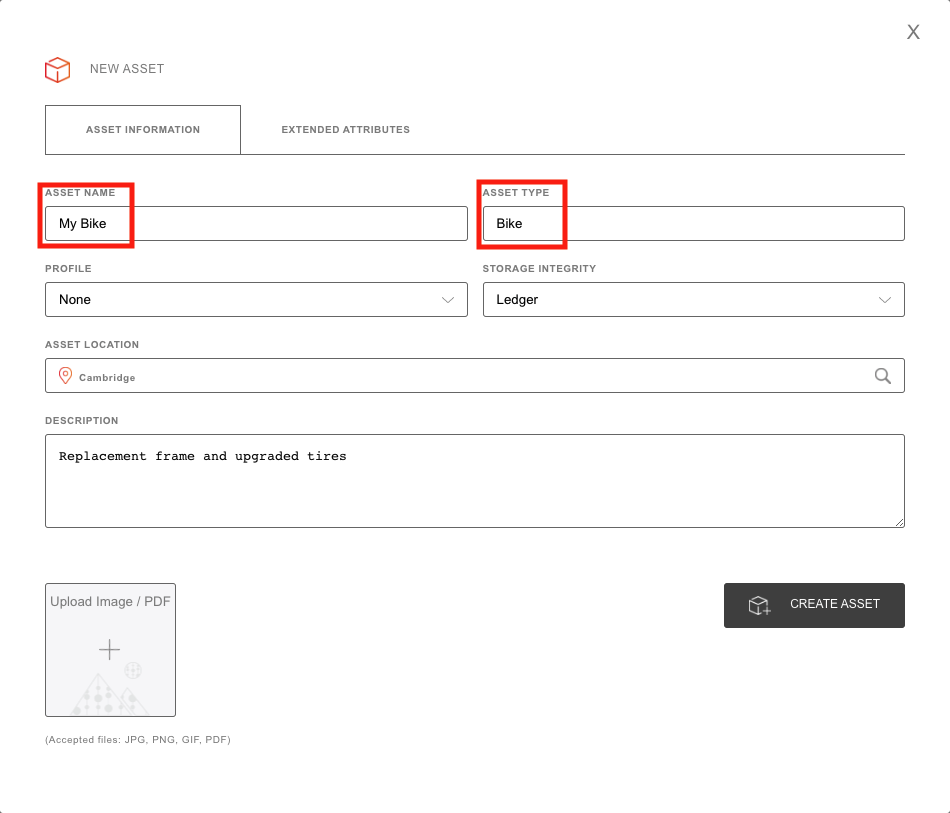 X
NEW ASSET
ASSET INFORMATION
EXTENDED ATTRIBUTES
ASSET NAME
ASSET TYPE
My Bike
Bike
PROFILE
STORAGE INTEGRITY
None
Ledger
ASSET LOCATION
Cambridge
DESCRIPTION
Replacement frame and upgraded tires
Upload Image / PDF
CREATE ASSET
(Accepted files: JPG, PNG, GIF, PDF)